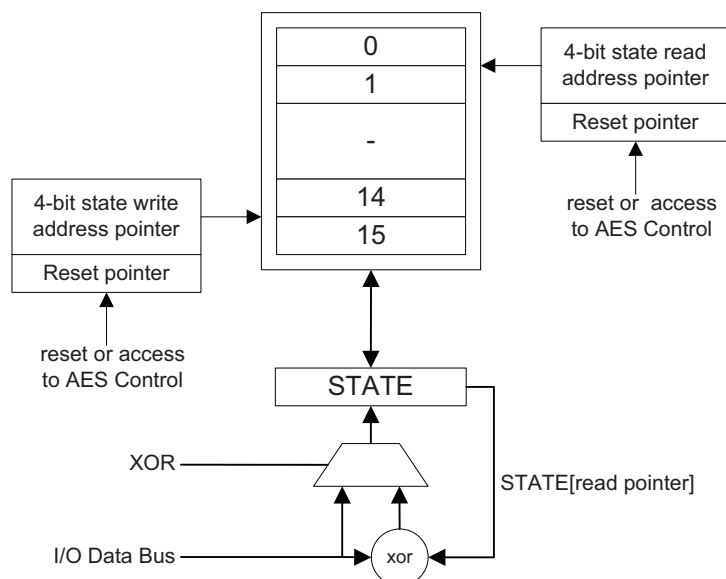 0
1
-
14
15
4-bit state read
address pointer
Reset pointer
reset or access
to AES Control
4-bit state write
address pointer
Reset pointer
reset or access
to AES Control
STATE
XOR
STATE[read pointer]
I/O Data Bus
xor